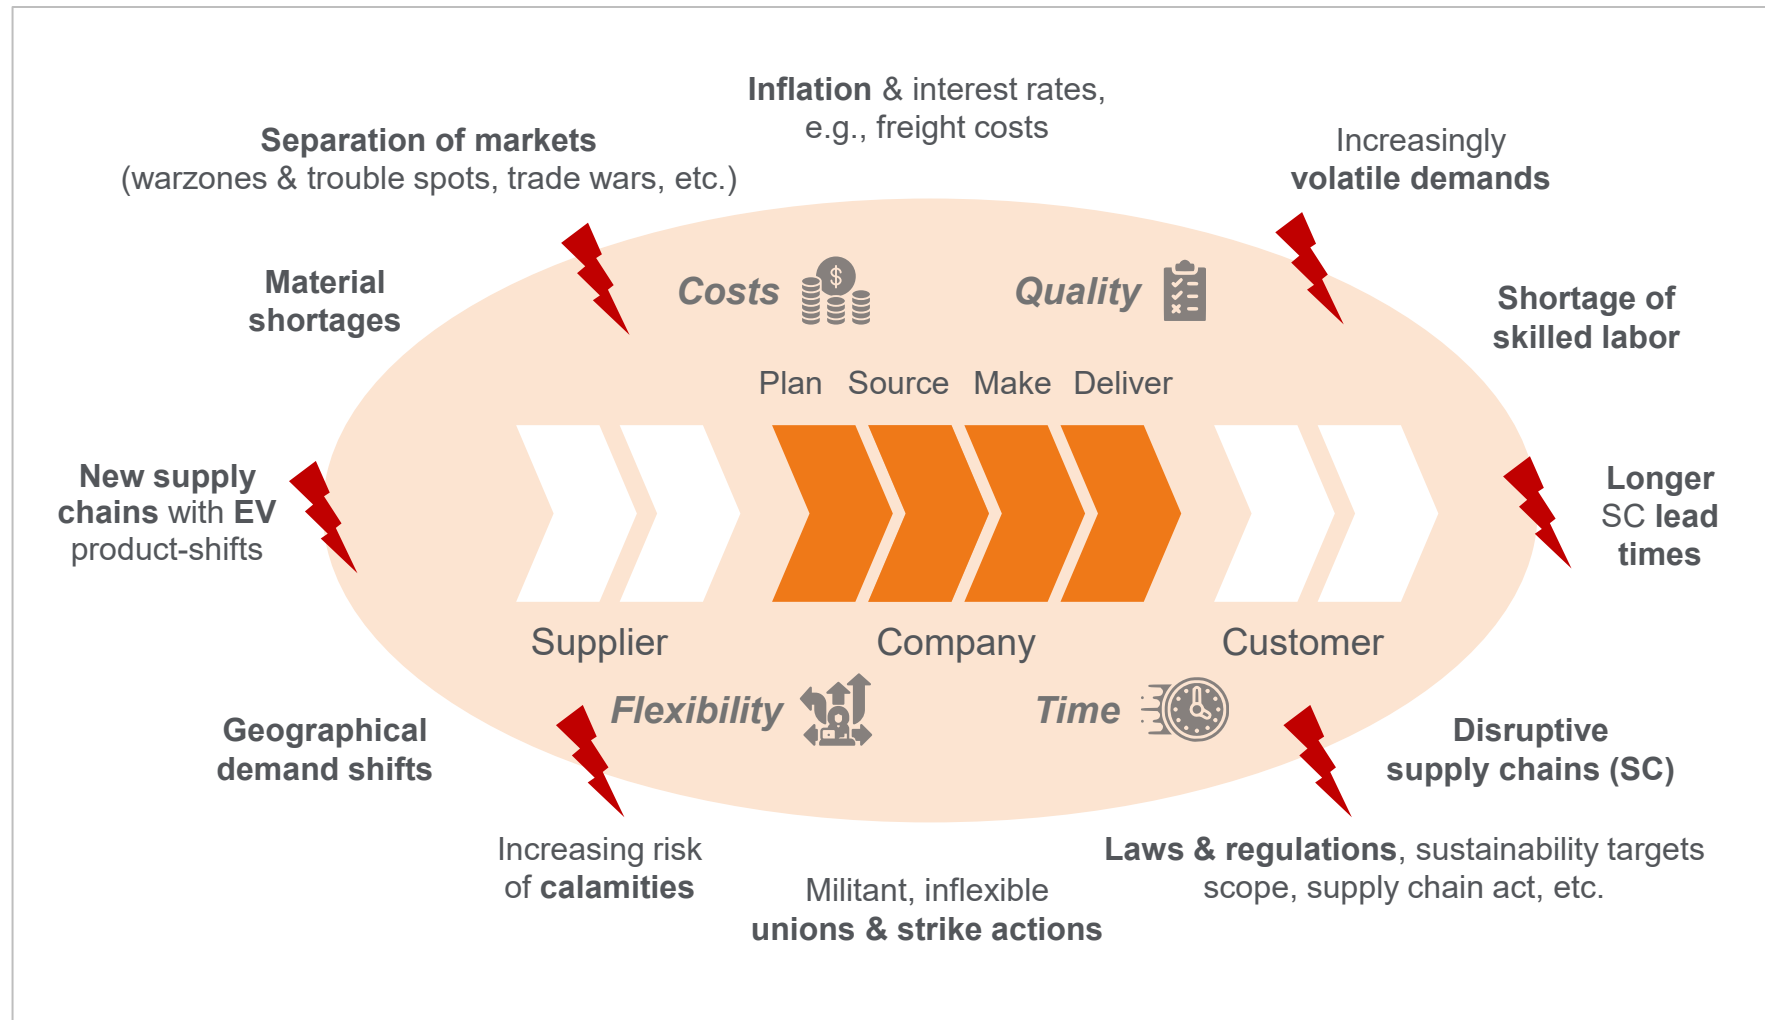 Inflation & interest rates,
e.g., freight costs
Separation of markets
(warzones & trouble spots, trade wars, etc.)
Increasingly
volatile demands
Material
shortages
Costs
$
Quality
Shortage of
skilled labor
Plan Source Make Deliver
New supply
chains with EV
product-shifts
Longer
SC lead
times
Supplier Company Customer
Flexibility
Time
Geographical
demand shifts
Disruptive
supply chains (SC)
Increasing risk
of calamities
Militant, inflexible
unions & strike actions
Laws & regulations, sustainability targets
scope, supply chain act, etc.